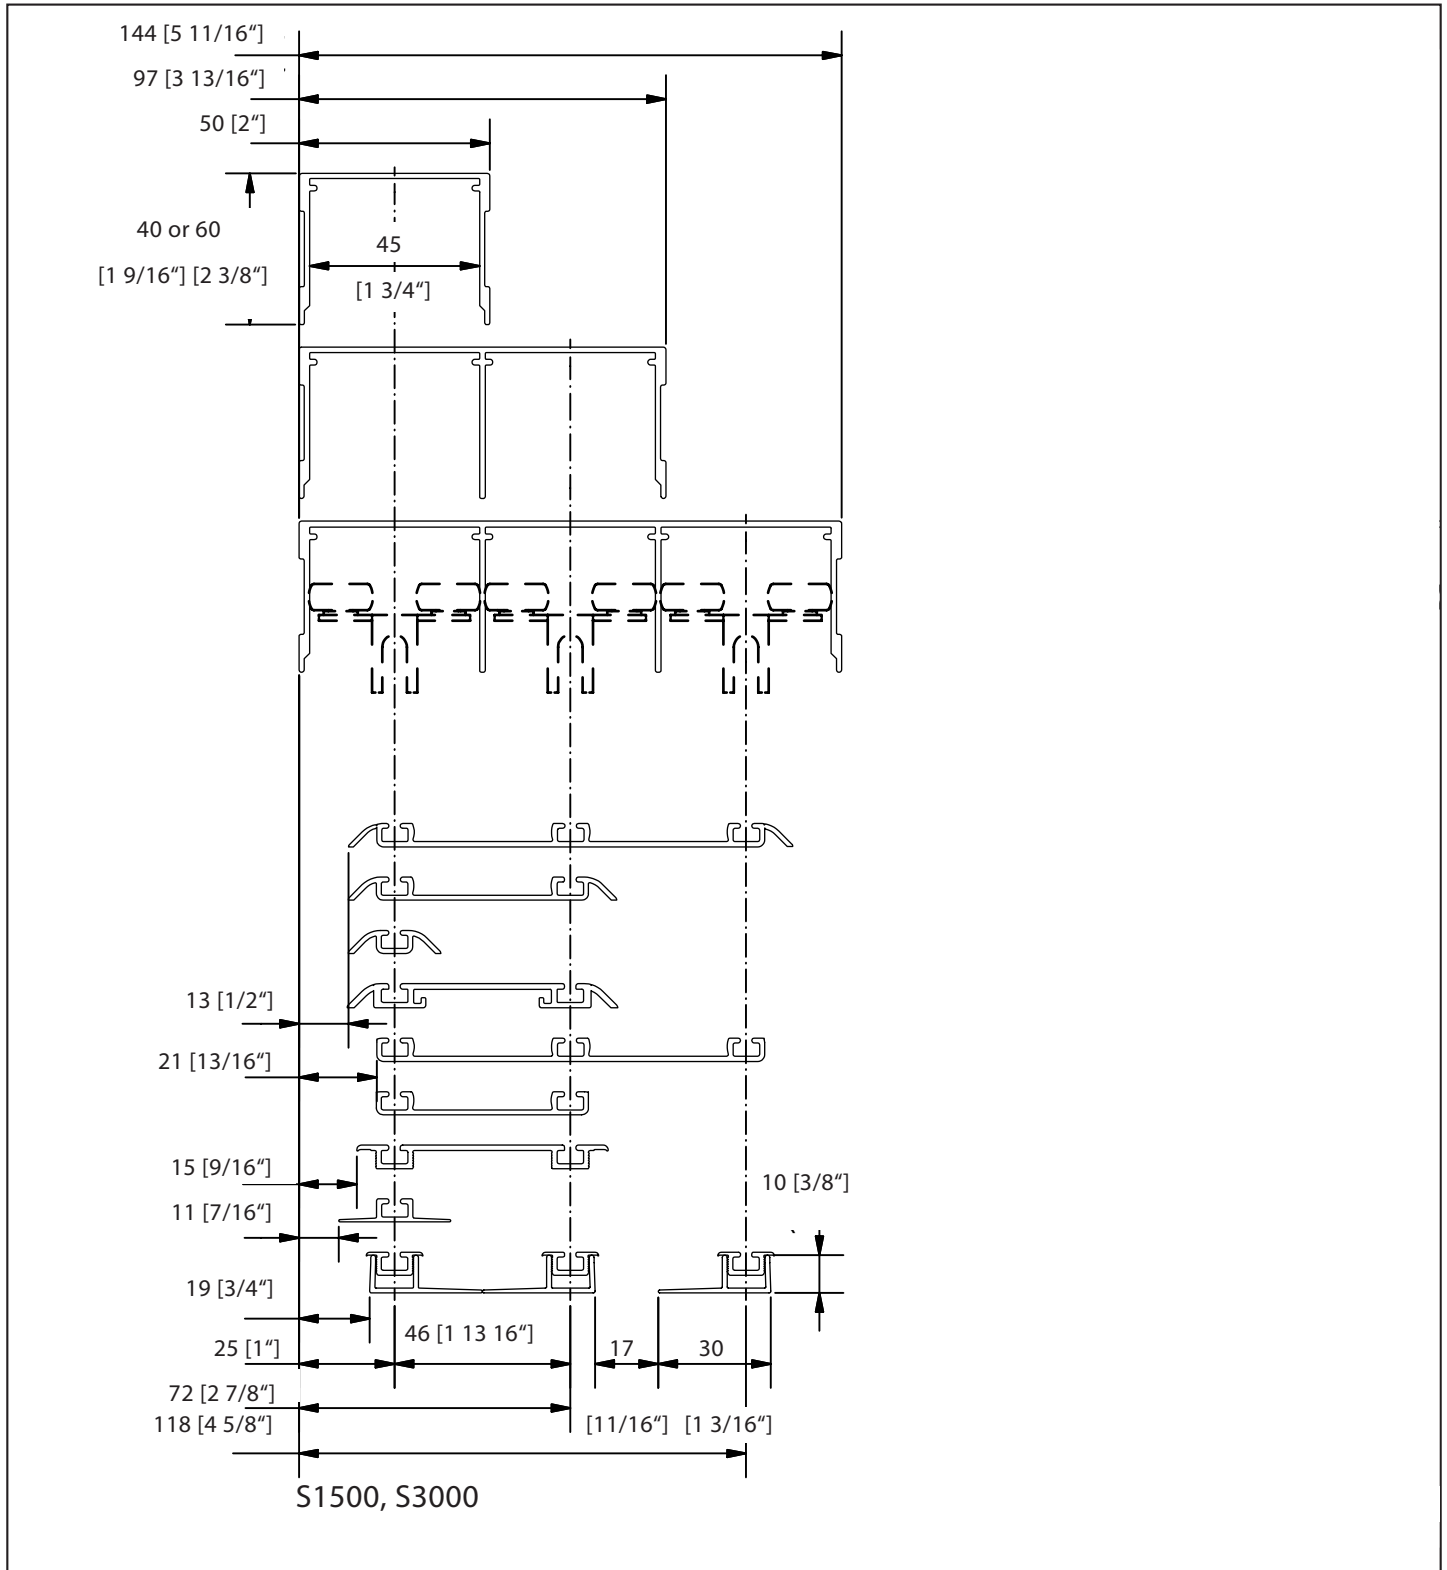 144 [5 11/16“]
97 [3 13/16“]
50 [2“]
40 or 60
45
[1 9/16“] [2 3/8“]
[1 3/4“]
13 [1/2“]
21 [13/16“]
15 [9/16“]
10 [3/8“]
11 [7/16“]
19 [3/4“]
46 [1 13 16“]
25 [1“]
17
30
72 [2 7/8“]
118 [4 5/8“]
[11/16“]
[1 3/16“]
S1500, S3000